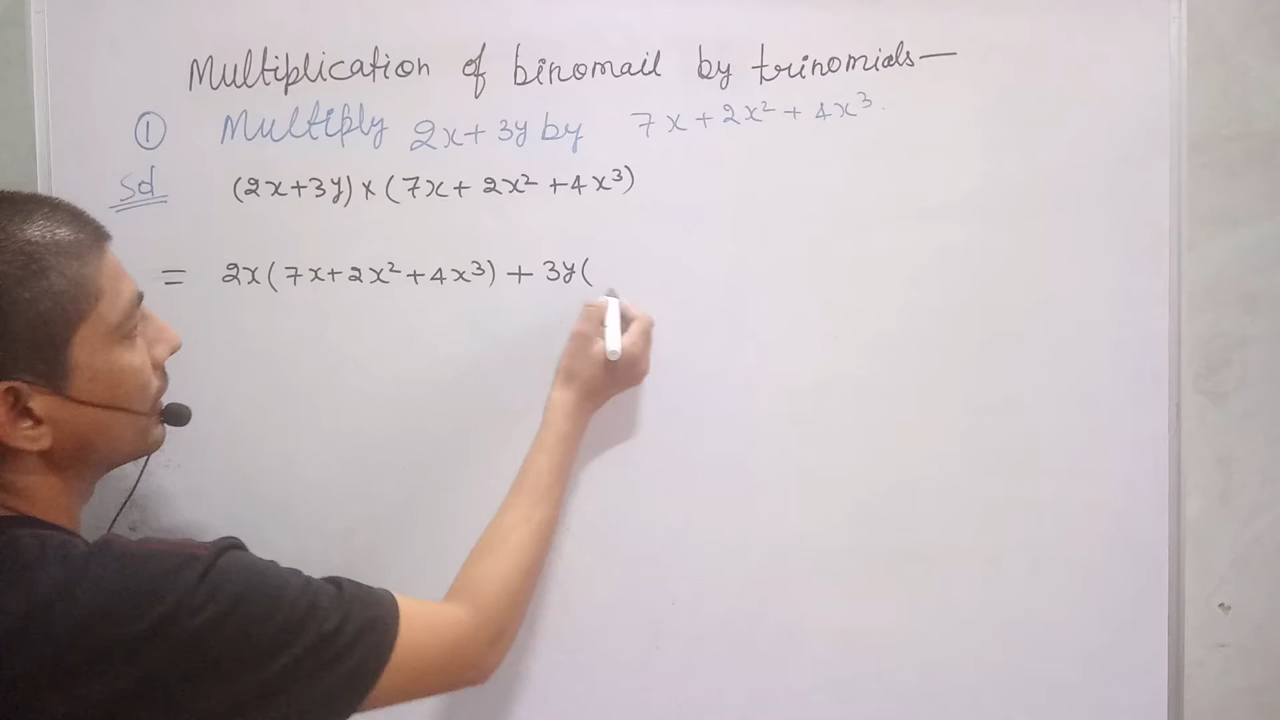 Multiplication of binomail by trinomials—
① Multiply 2x+3y by 7x+2x²+4x³.
Sol (2x+3y)×(7x+2x²+4x³)
= 2x(7x+2x²+4x³)+3y(